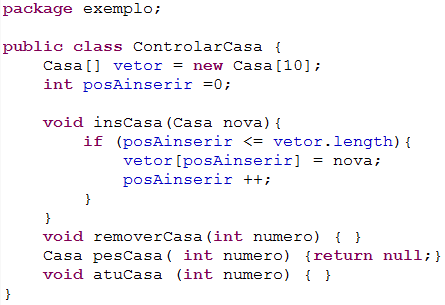 package exemplo;
public class ControlarCasa {
Casa[] vetor = new Casa[10];
int posAinserir =0;
void insCasa(Casa nova){
if (posAinserir <= vetor.length){
vetor[posAinserir] = nova;
posAinserir ++;
}
}
void removerCasa(int numero) { }
Casa pesCasa( int numero) {return null;}
void atuCasa (int numero) { }
}